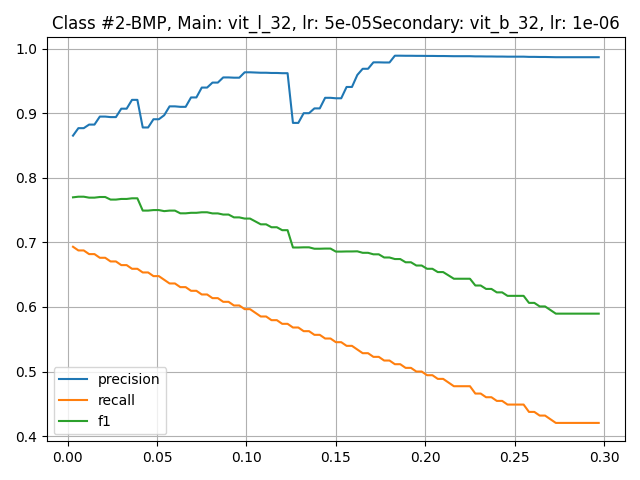 Class #2-BMP, Main: vit_l_32, lr: 5e-05Secondary: vit_b_32, lr: 1e-06
1.0
0.9
0.8
0.7
0.6
0.5
0.4
precision
recall
f1
0.00 0.05 0.10 0.15 0.20 0.25 0.30